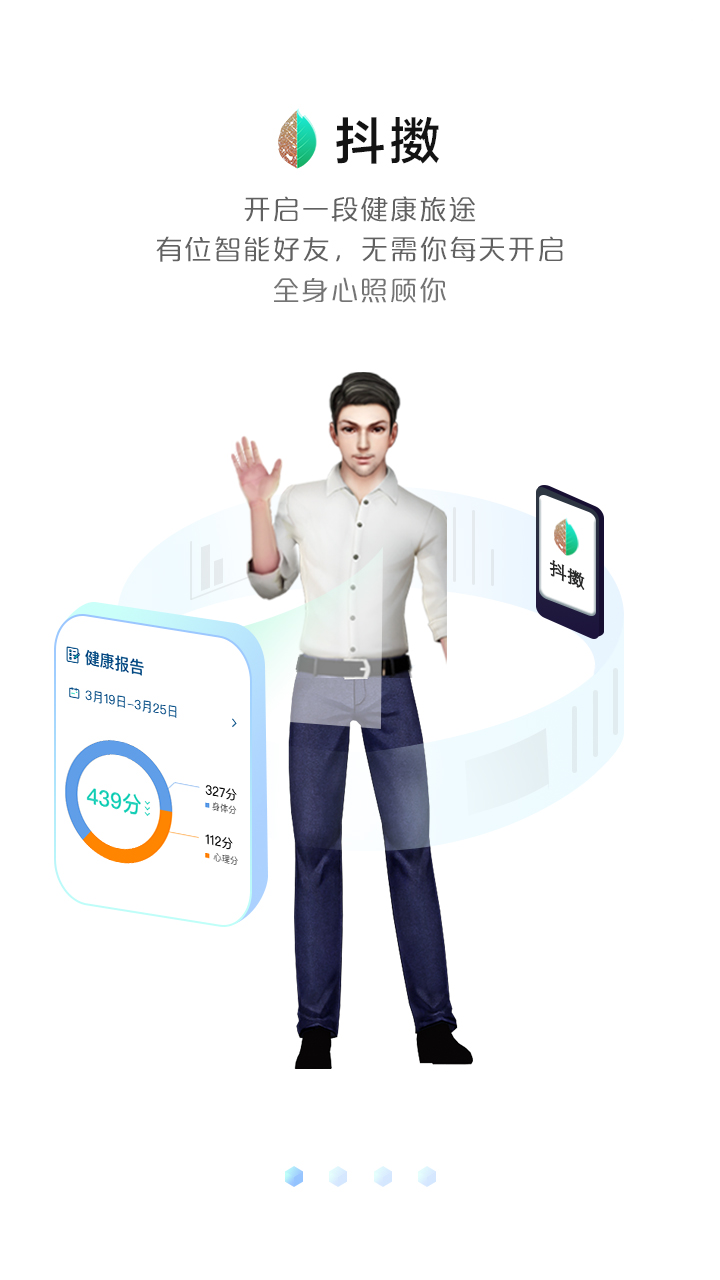 抖擞
开启一段健康旅途
有位智能好友，无需你每天开启
全身心照顾你
抖擞
健康报告
3月19日-3月25日
439分
327分
身体分
112分
心理分